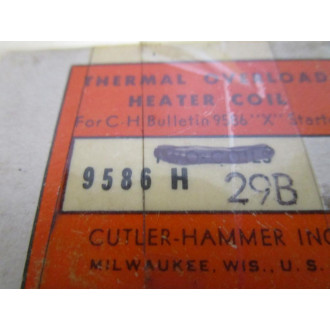 THERMAL OVERLOAD
HEATER COIL
For C-H Bulletin 9586 "X" Starte
9586 H 29B
CUTLER-HAMMER INC
MILWAUKEE, WIS., U. S.